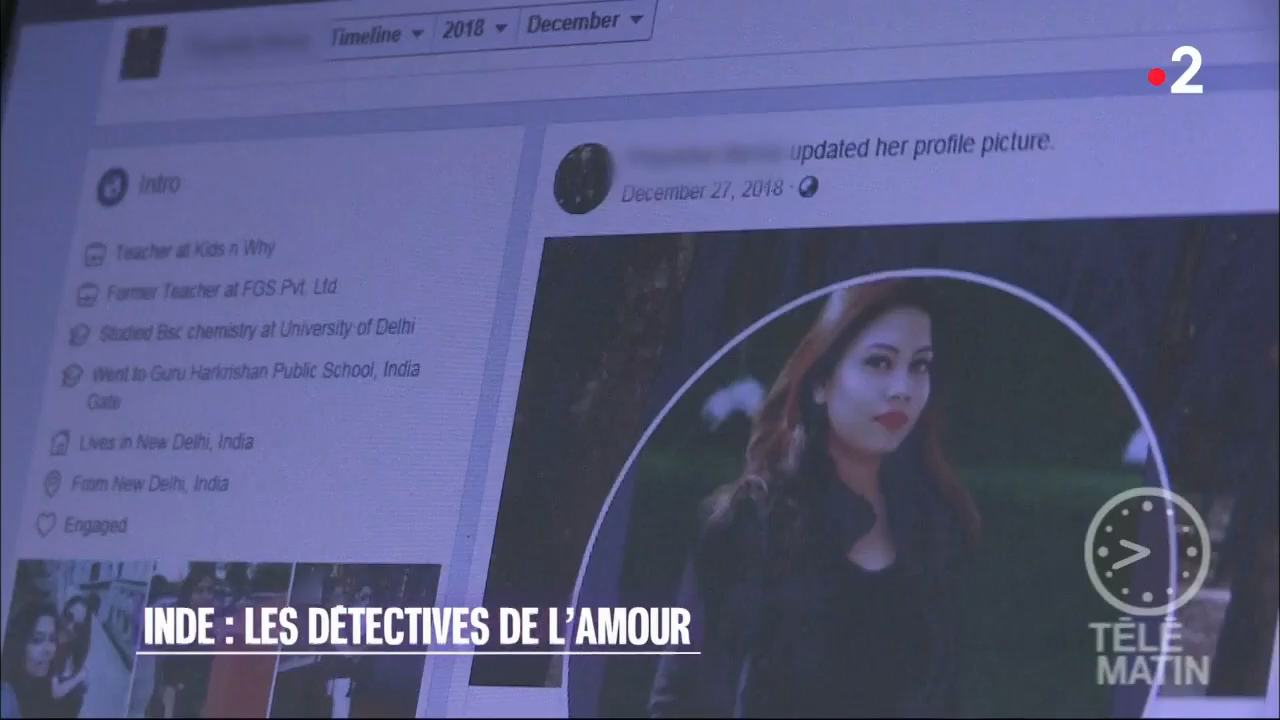 Timeline 2018 December
2
updated her profile picture.
December 27, 2018
Intro
Teacher at Kids n Why
Former Teacher at FGS Pvt. Ltd
Studied Bsc chemistry at University of Delhi
Went to Guru Harkrishan Public School, India
Gate
Lives in New Delhi, India
From New Delhi, India
Engaged
INDE : LES DÉTECTIVES DE L'AMOUR
TÉLÉ
MATIN